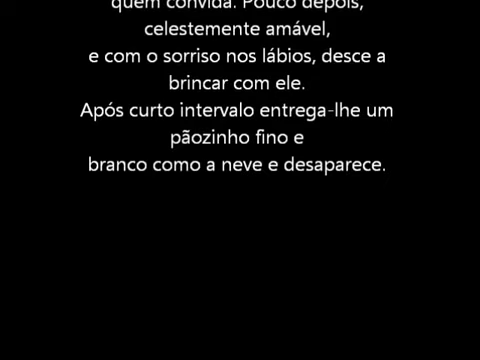 quem convida. Pouco depois,
celestemente amável,
e com o sorriso nos lábios, desce a
brincar com ele.
Após curto intervalo entrega-lhe um
pãozinho fino e
branco como a neve e desaparece.